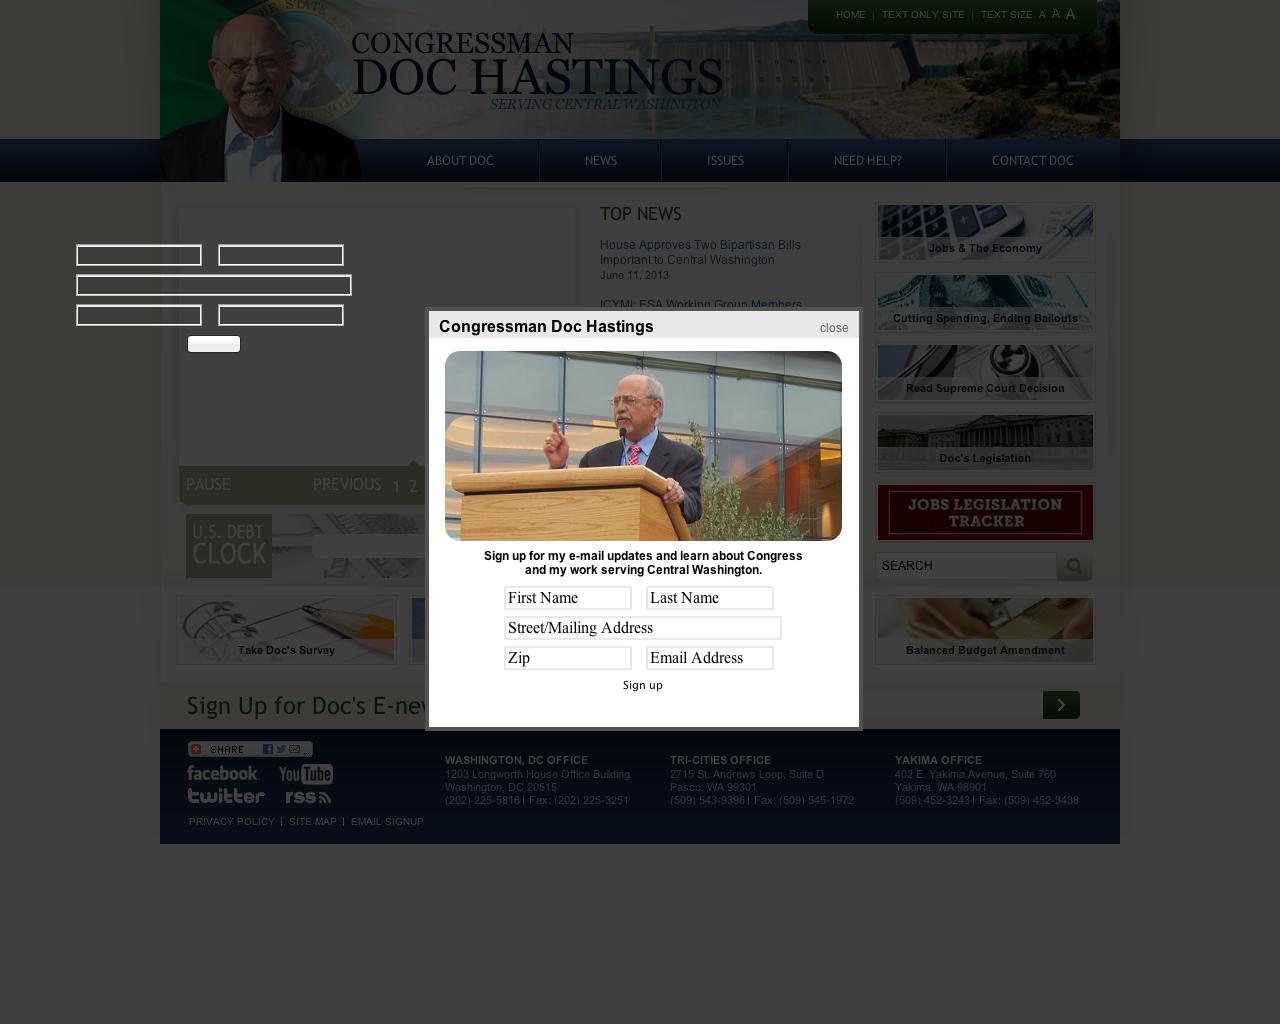 HOME | TEXT ONLY SITE | TEXT SIZE A A A
CONGRESSMAN
DOC HASTINGS
SERVING CENTRAL WASHINGTON
ABOUT DOC
NEWS
ISSUES
NEED HELP?
CONTACT DOC
TOP NEWS
House Approves Two Bipartisan Bills
Important to Central Washington
June 11, 2013
ICYMI: ESA Working Group Members
Jobs & The Economy
Cutting Spending, Ending Bailouts
Read Supreme Court Decision
Doc's Legislation
JOBS LEGISLATION
TRACKER
SEARCH
Balanced Budget Amendment
PAUSE
PREVIOUS 1 2
U.S. DEBT
CLOCK
Take Doc's Survey
Congressman Doc Hastings
close
Sign up for my e-mail updates and learn about Congress
and my work serving Central Washington.
First Name
Last Name
Street/Mailing Address
Zip
Email Address
Sign up
Sign Up for Doc's E-ne
SHARE
facebook
YouTube
twitter
rss
WASHINGTON, DC OFFICE
1203 Longworth House Office Building
Washington, DC 20515
(202) 225-5816 | Fax: (202) 225-3251
TRI-CITIES OFFICE
2715 St. Andrews Loop, Suite D
Pasco, WA 99301
(509) 543-9396 | Fax: (509) 545-1972
YAKIMA OFFICE
402 E. Yakima Avenue, Suite 760
Yakima, WA 98901
(509) 452-3243 | Fax: (509) 452-3438
PRIVACY POLICY | SITE MAP | EMAIL SIGNUP